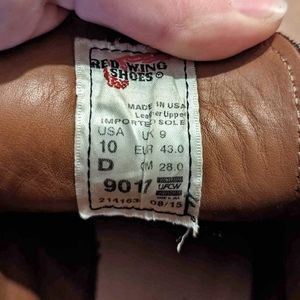 RED WING
SHOES ©
MADE IN USA
Leather Upper
IMPORTED SOLE
USA UK 9
10 EUR 43.0
D CM 28.0
9017
UFCW
214163 08/15